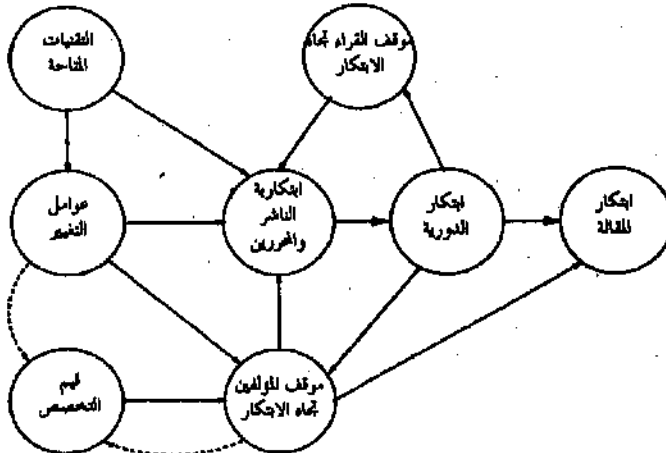 موقف القراء تجاه
الابتكار
التقنيات
المتاحة
ابتكارية
الناشر
والمحررين
عوامل
التغيير
ابتكار
الدورية
ابتكار
المقالة
موقف المؤلفين
تجاه الابتكار
قيم
التخصص